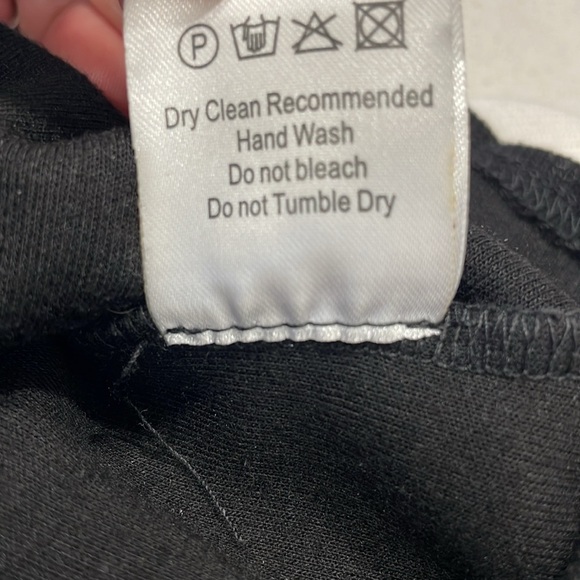 P
Dry Clean Recommended
Hand Wash
Do not bleach
Do not Tumble Dry